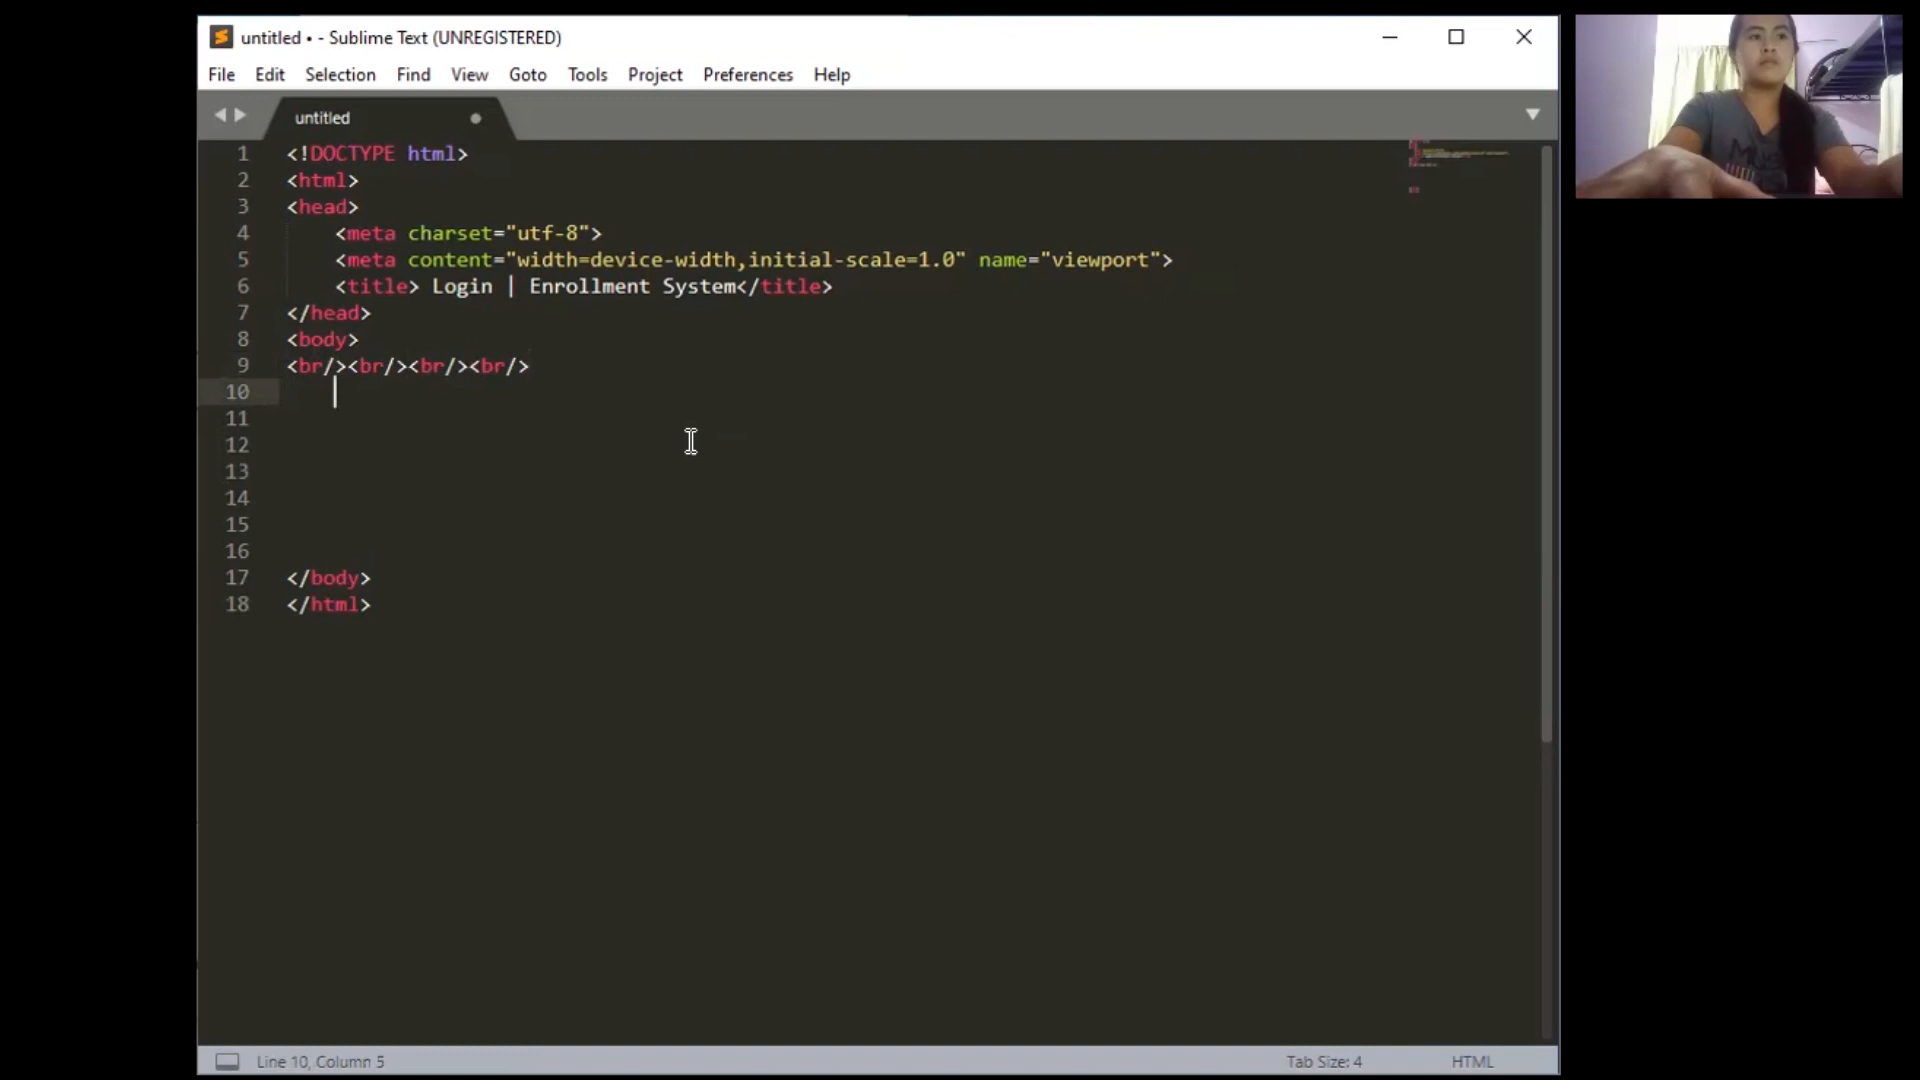 untitled • - Sublime Text (UNREGISTERED)
File Edit Selection Find View Goto Tools Project Preferences Help
untitled
1 <!DOCTYPE html>
2 <html>
3 <head>
4 <meta charset="utf-8">
5 <meta content="width=device-width,initial-scale=1.0" name="viewport">
6 <title> Login | Enrollment System</title>
7 </head>
8 <body>
9 <br/><br/><br/><br/>
10
11
12
13
14
15
16
17 </body>
18 </html>
Line 10, Column 5
Tab Size: 4
HTML